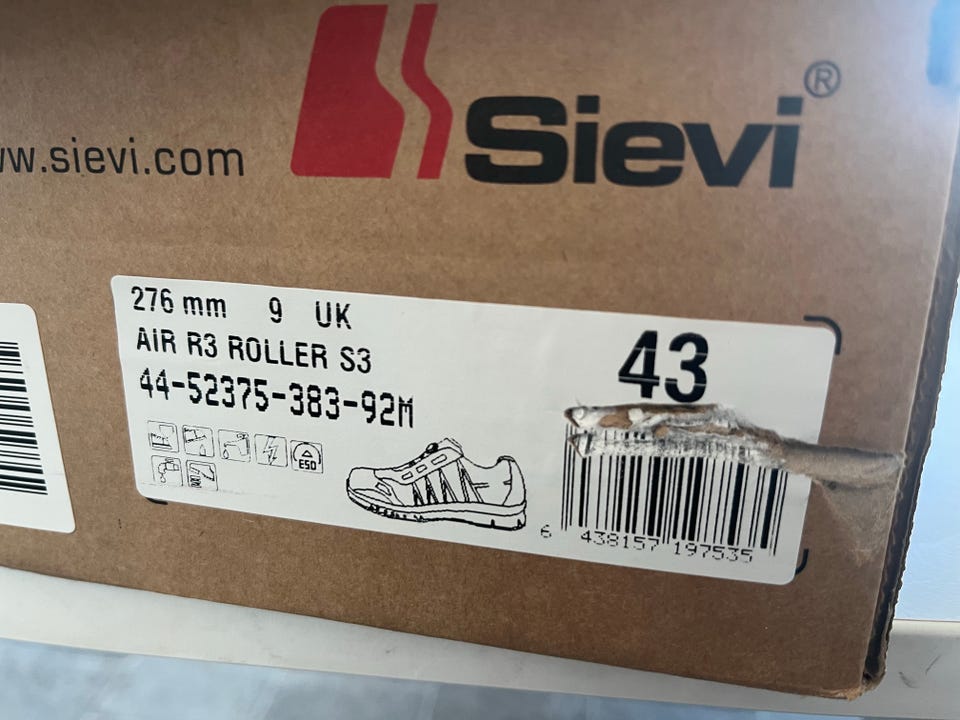 Sievi®
ww.sievi.com
276 mm 9 UK
AIR R3 ROLLER S3
44-52375-383-92M
43
ESD
6 438157 197535